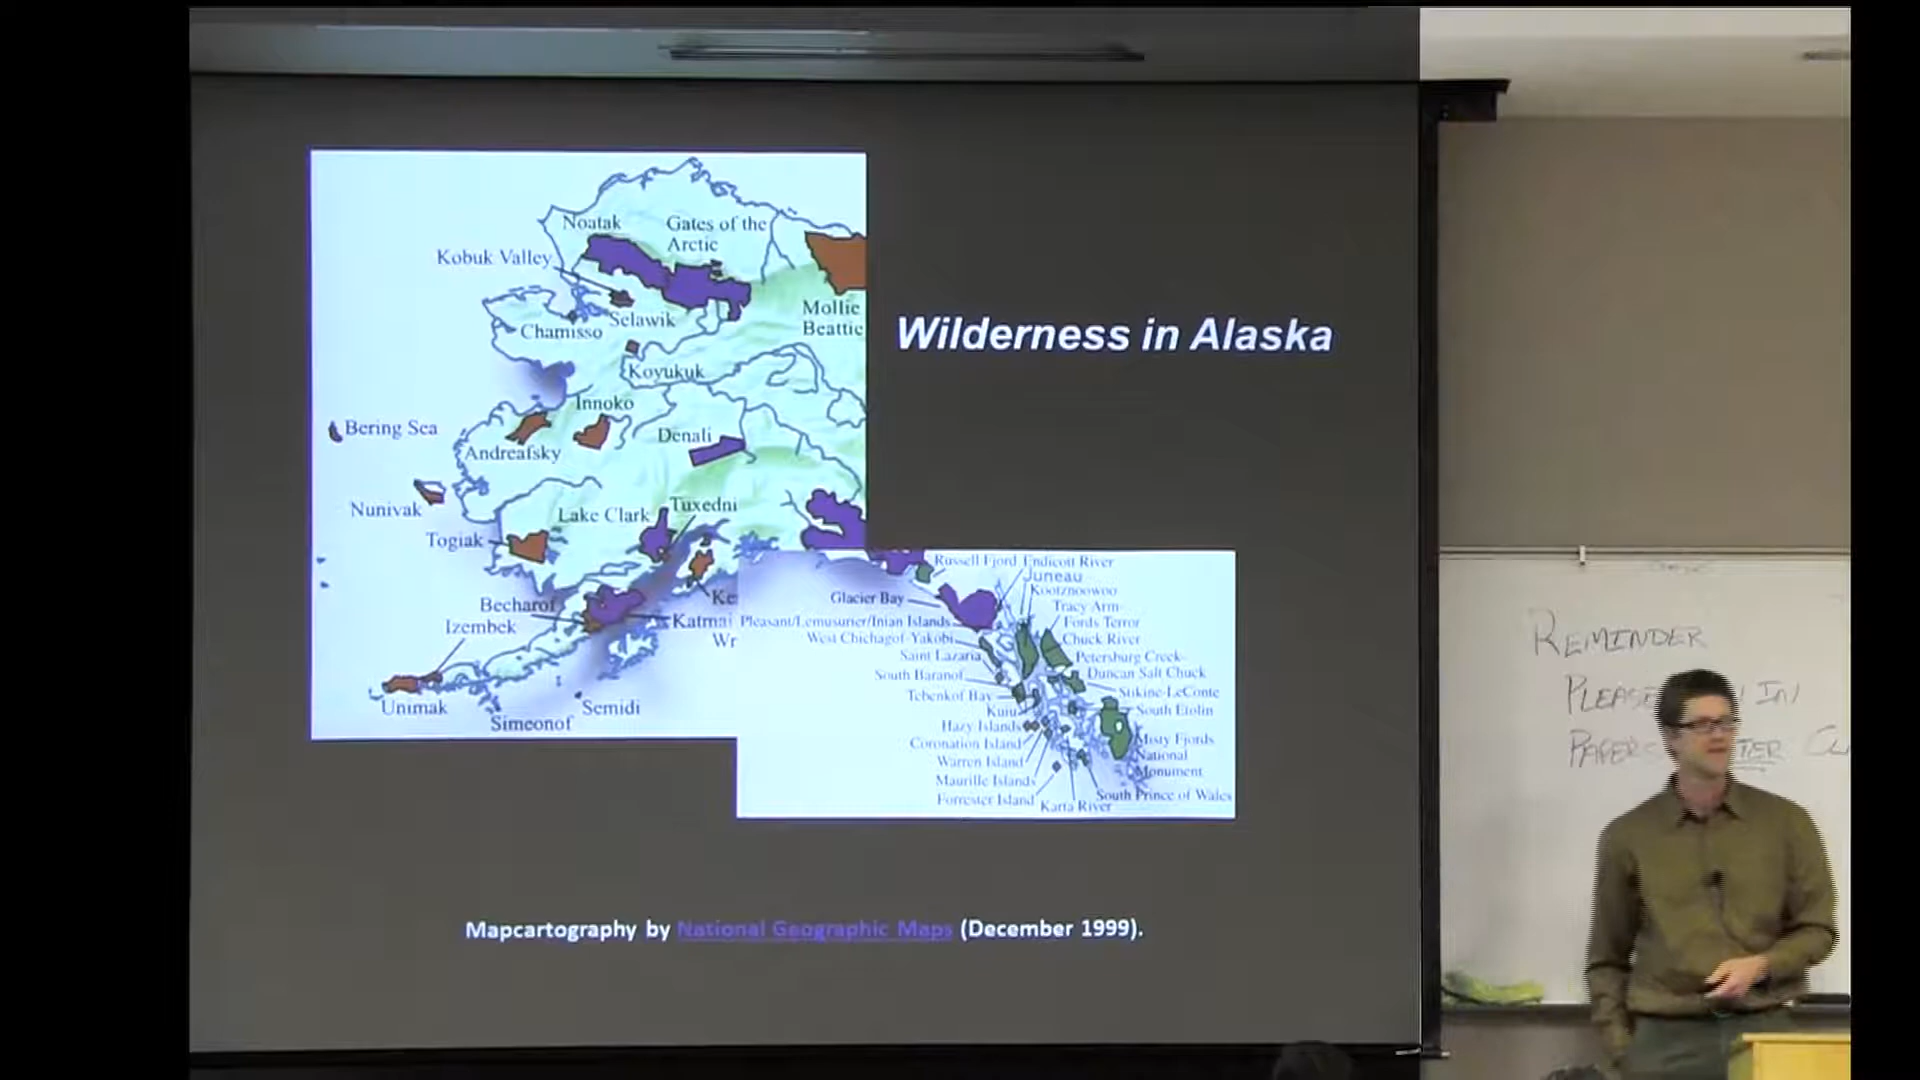 Noatak
Gates of the
Arctic
Kobuk Valley
Mollie
Beattie
Chamisso
Selawik
Koyukuk
Wilderness in Alaska
Innoko
Bering Sea
Denali
Andreafsky
Nunivak
Lake Clark
Tuxedni
Togiak
Becharof
Ke
Izembek
Katmai
Wr
Unimak
Simeonof
Semidi
Russell Fjord
Endicott River
Juneau
Kootznoowoo
Glacier Bay
Tracy Arm-
Fords Terror
Pleasant/Lemusurier/Inian Islands
West Chichagof-Yakobi
Chuck River
Saint Lazaria
Petersburg Creek-
Duncan Salt Chuck
South Baranof
Tebenkof Bay
Stikine-LeConte
Kuiu
South Etolin
Hazy Islands
Coronation Island
Misty Fjords
National
Monument
Warren Island
Maurille Islands
Forrester Island
Karta River
South Prince of Wales
Mapcartography by National Geographic Maps (December 1999).
REMINDER
PLEASE IN
PAPERS